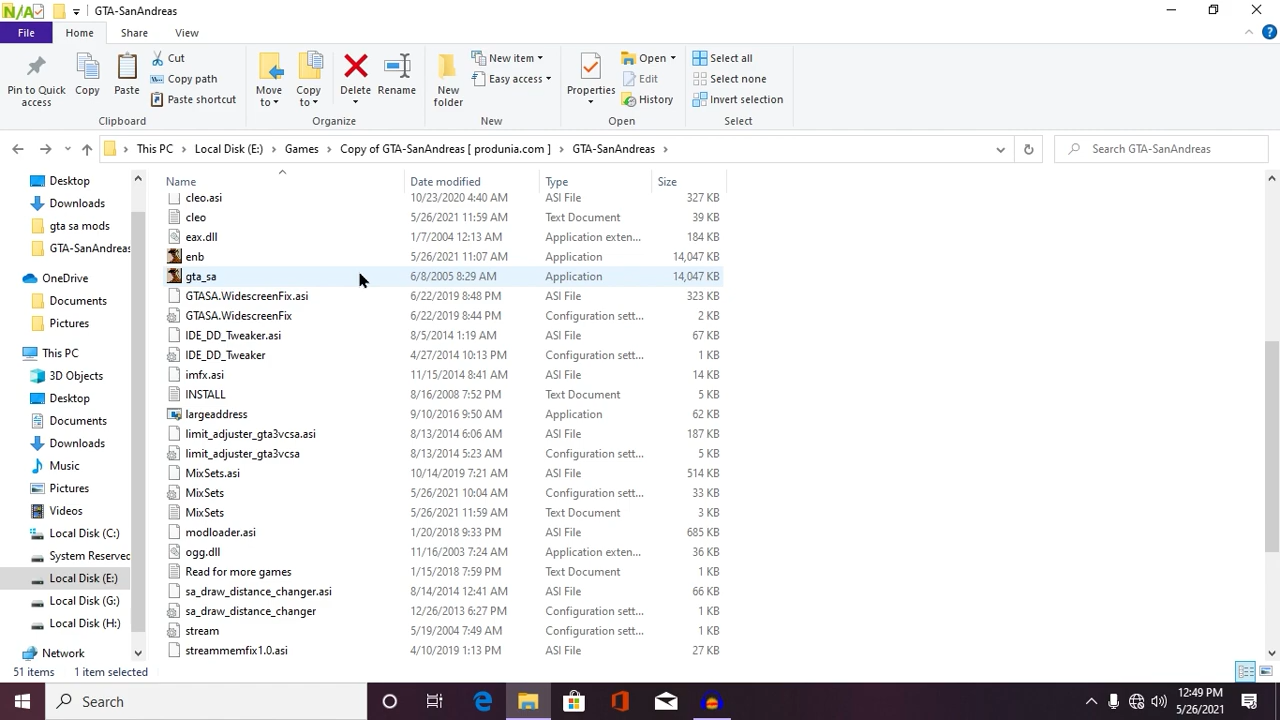 N/A
GTA-SanAndreas
File
Home
Share
View
Pin to Quick access
Copy
Paste
Cut
Copy path
Paste shortcut
Clipboard
Move to
Copy to
Delete
Rename
Organize
New folder
New item
Easy access
New
Properties
Open
Edit
History
Open
Select all
Select none
Invert selection
Select
This PC
Local Disk (E:)
Games
Copy of GTA-SanAndreas [ produnia.com ]
GTA-SanAndreas
Search GTA-SanAndreas
Desktop
Downloads
gta sa mods
GTA-SanAndreas
OneDrive
Documents
Pictures
This PC
3D Objects
Desktop
Documents
Downloads
Music
Pictures
Videos
Local Disk (C:)
System Reserved
Local Disk (E:)
Local Disk (G:)
Local Disk (H:)
Network
Name Date modified Type Size
cleo.asi 10/23/2020 4:40 AM ASI File 327 KB
cleo 5/26/2021 11:59 AM Text Document 39 KB
eax.dll 1/7/2004 12:13 AM Application exten... 184 KB
enb 5/26/2021 11:07 AM Application 14,047 KB
gta_sa 6/8/2005 8:29 AM Application 14,047 KB
GTASA.WidescreenFix.asi 6/22/2019 8:48 PM ASI File 323 KB
GTASA.WidescreenFix 6/22/2019 8:44 PM Configuration sett... 2 KB
IDE_DD_Tweaker.asi 8/5/2014 1:19 AM ASI File 67 KB
IDE_DD_Tweaker 4/27/2014 10:13 PM Configuration sett... 1 KB
imfx.asi 11/15/2014 8:41 AM ASI File 14 KB
INSTALL 8/16/2008 7:52 PM Text Document 5 KB
largeaddress 9/10/2016 9:50 AM Application 62 KB
limit_adjuster_gta3vcsa.asi 8/13/2014 6:06 AM ASI File 187 KB
limit_adjuster_gta3vcsa 8/13/2014 5:23 AM Configuration sett... 5 KB
MixSets.asi 10/14/2019 7:21 AM ASI File 514 KB
MixSets 5/26/2021 10:04 AM Configuration sett... 33 KB
MixSets 5/26/2021 11:59 AM Text Document 3 KB
modloader.asi 1/20/2018 9:33 PM ASI File 685 KB
ogg.dll 11/16/2003 7:24 AM Application exten... 36 KB
Read for more games 1/15/2018 7:59 PM Text Document 1 KB
sa_draw_distance_changer.asi 8/14/2014 12:41 AM ASI File 66 KB
sa_draw_distance_changer 12/26/2013 6:27 PM Configuration sett... 1 KB
stream 5/19/2004 7:49 AM Configuration sett... 1 KB
streammemfix1.0.asi 4/10/2019 1:13 PM ASI File 27 KB
51 items 1 item selected
Search
12:49 PM
5/26/2021